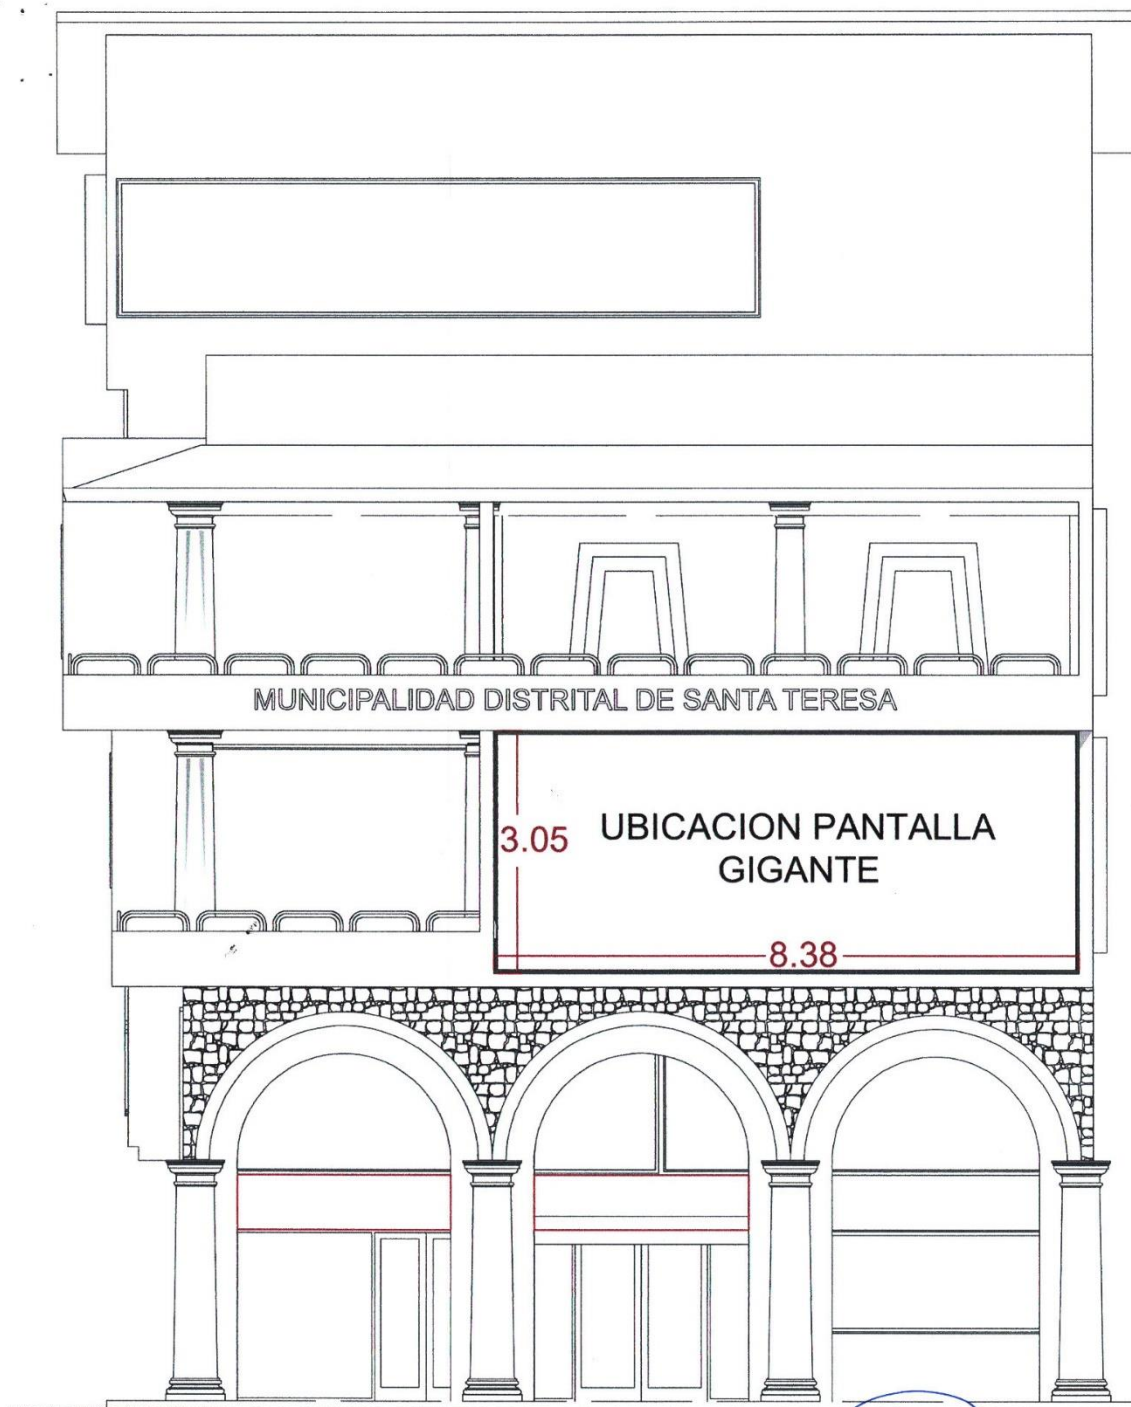 MUNICIPALIDAD DISTRITAL DE SANTA TERESA
3.05
UBICACION PANTALLA
GIGANTE
8.38